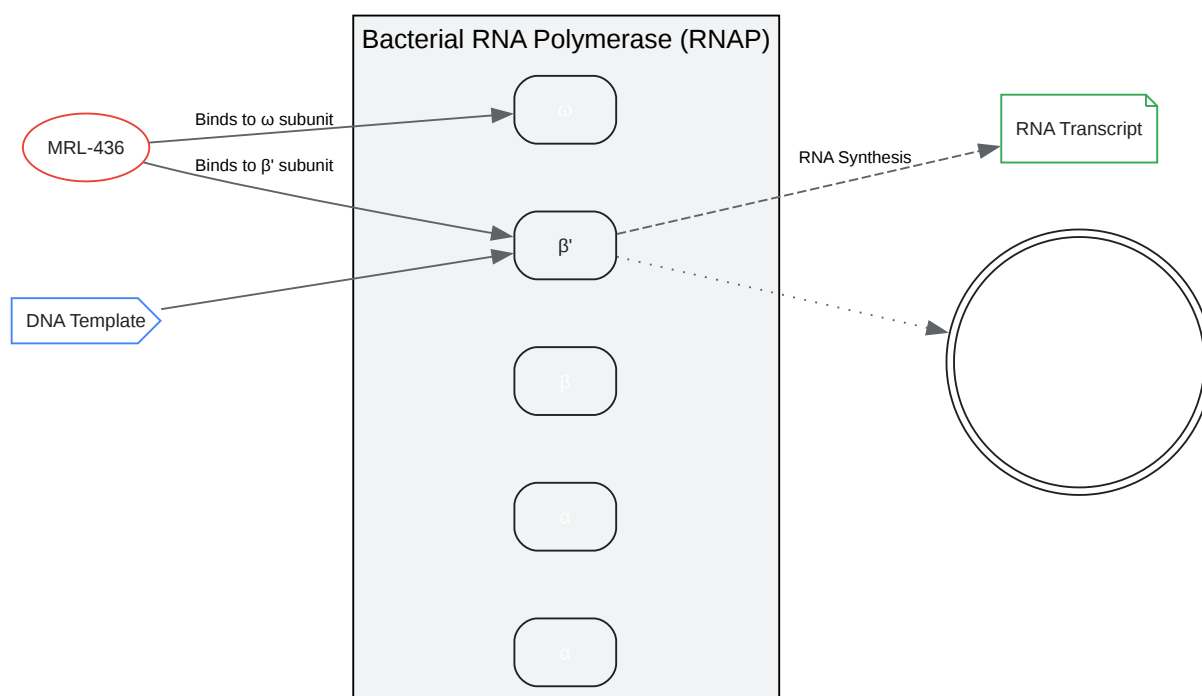 Bacterial RNA Polymerase (RNAP)
ω
Binds to ω subunit
MRL-436
Binds to β' subunit
RNA Transcript
RNA Synthesis
β'
DNA Template
β
α
α